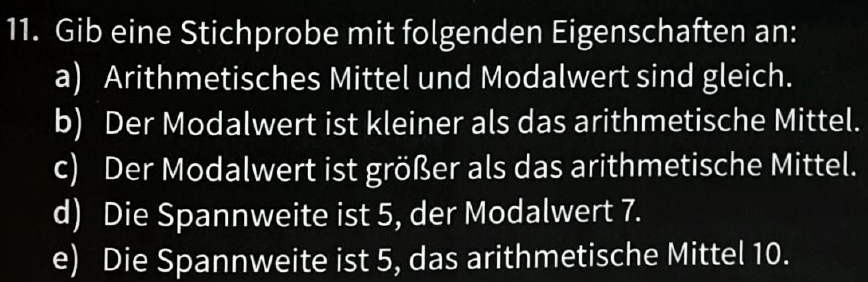 11. Gib eine Stichprobe mit folgenden Eigenschaften an:
a) Arithmetisches Mittel und Modalwert sind gleich.
b) Der Modalwert ist kleiner als das arithmetische Mittel.
c) Der Modalwert ist größer als das arithmetische Mittel.
d) Die Spannweite ist 5, der Modalwert 7.
e) Die Spannweite ist 5, das arithmetische Mittel 10.